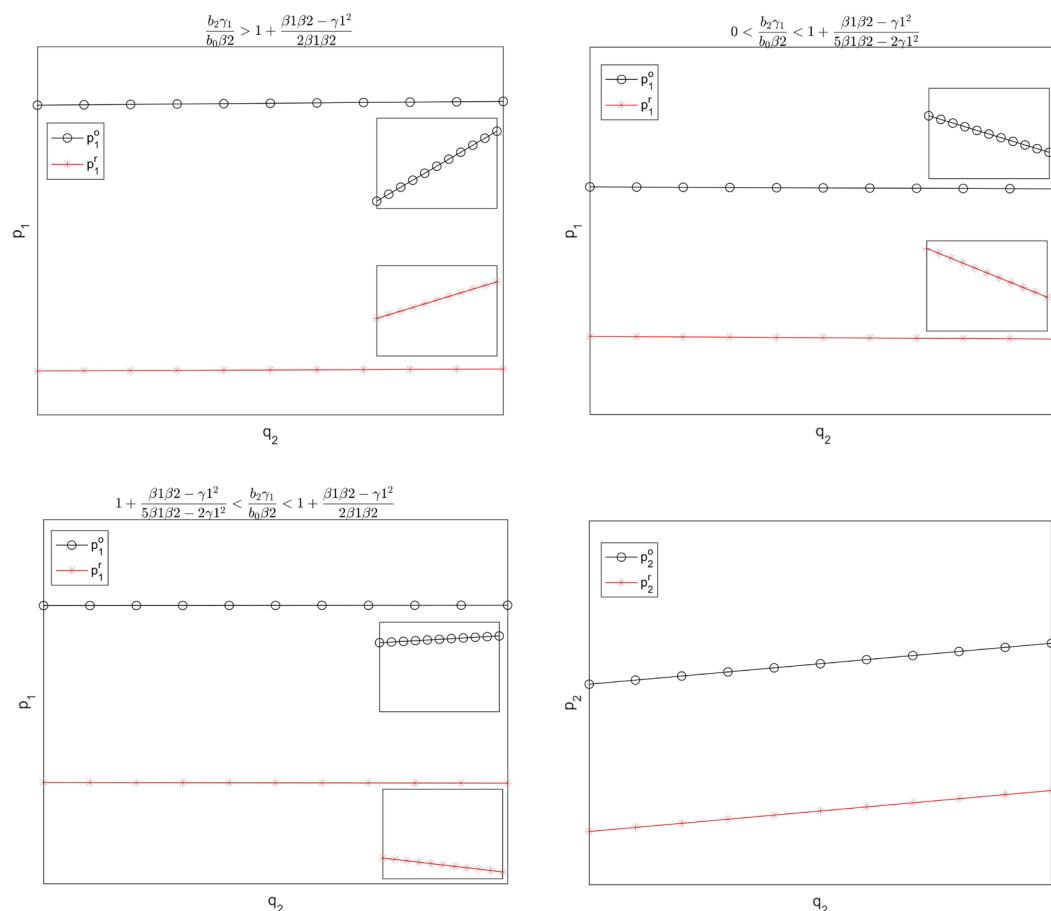 b₂γ₁/b₀β2 > 1 + (β1β2 − γ1²)/(2β1β2)
p₁ᵒ
p₁ʳ
p₁
q₂
0 < b₂γ₁/b₀β2 < 1 + (β1β2 − γ1²)/(5β1β2 − 2γ1²)
p₁ᵒ
p₁ʳ
p₁
q₂
1 + (β1β2 − γ1²)/(5β1β2 − 2γ1²) < b₂γ₁/b₀β2 < 1 + (β1β2 − γ1²)/(2β1β2)
p₁ᵒ
p₁ʳ
p₁
q₂
p₂ᵒ
p₂ʳ
p₂
q₂